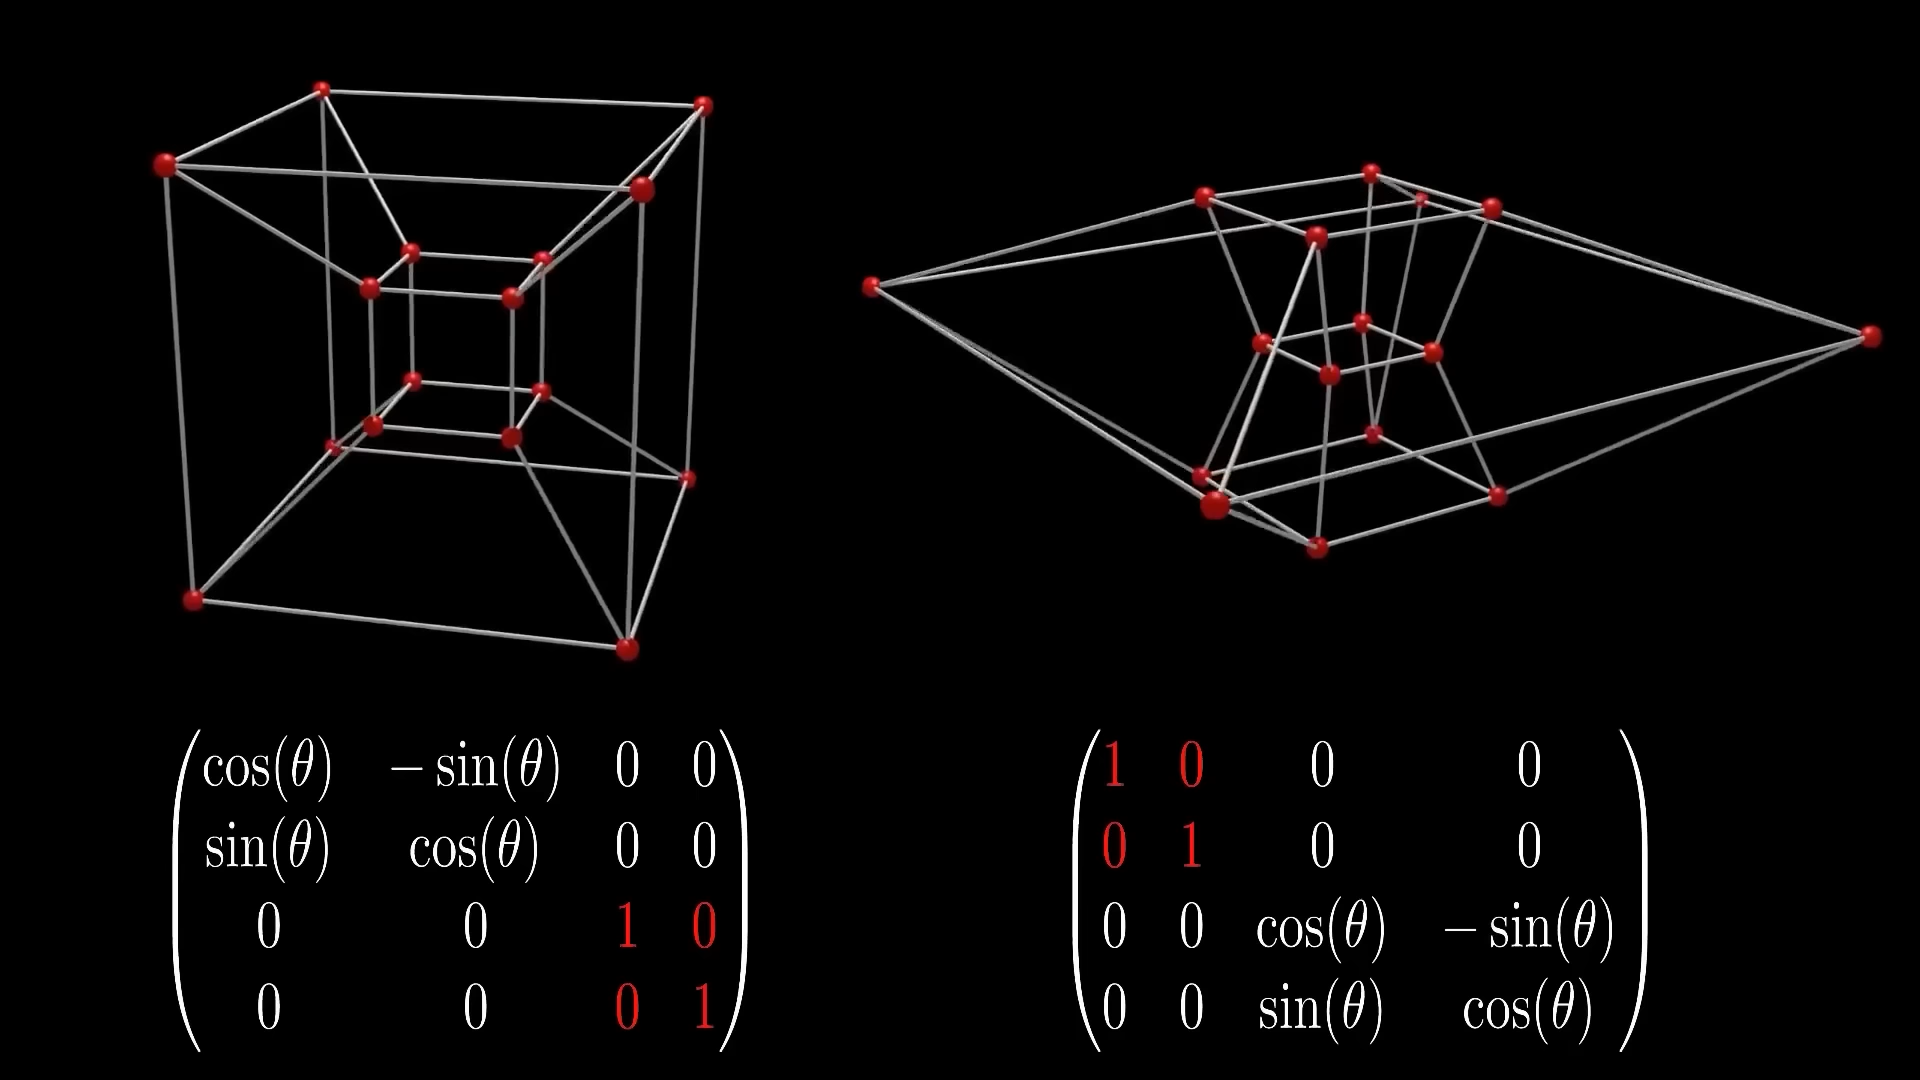 cos(θ) − sin(θ) 0 0
sin(θ) cos(θ) 0 0
0 0 1 0
0 0 0 1
1 0 0 0
0 1 0 0
0 0 cos(θ) − sin(θ)
0 0 sin(θ) cos(θ)